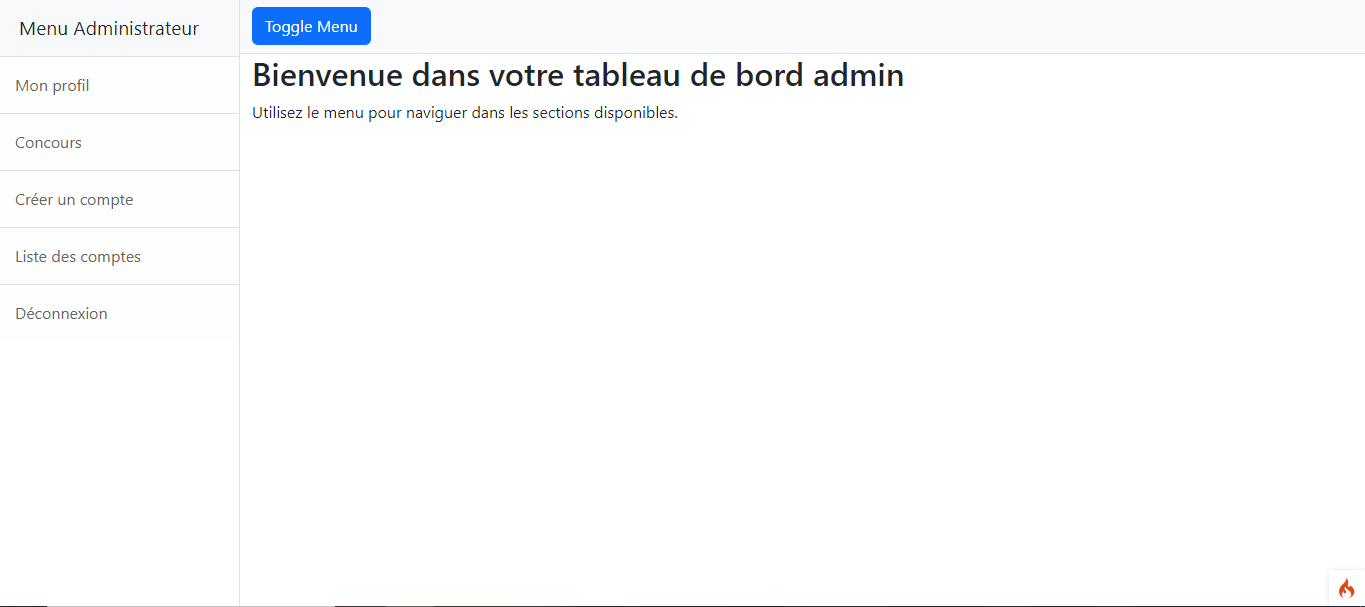 Menu Administrateur
Toggle Menu
Mon profil
Concours
Créer un compte
Liste des comptes
Déconnexion
Bienvenue dans votre tableau de bord admin
Utilisez le menu pour naviguer dans les sections disponibles.